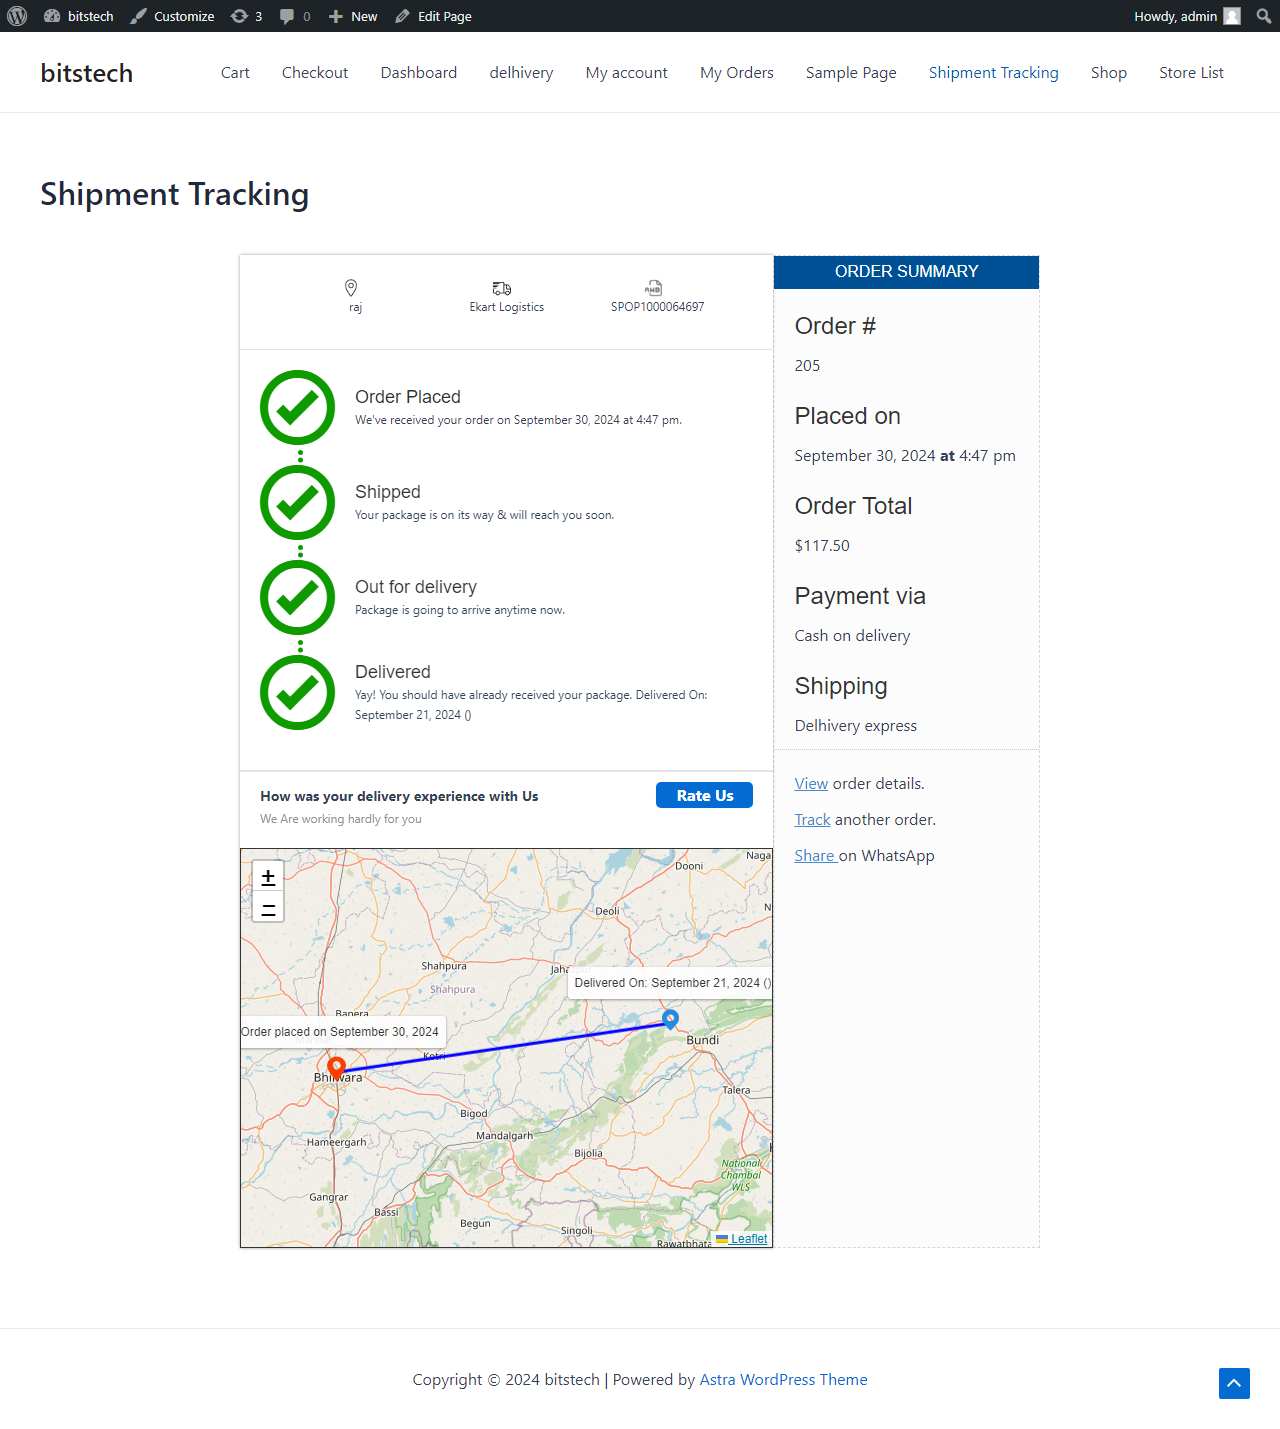 bitstech Customize 3 0 New Edit Page Howdy, admin
bitstech Cart Checkout Dashboard delhivery My account My Orders Sample Page Shipment Tracking Shop Store List
Shipment Tracking
raj Ekart Logistics SPOP1000064697
Order Placed
We've received your order on September 30, 2024 at 4:47 pm.
Shipped
Your package is on its way & will reach you soon.
Out for delivery
Package is going to arrive anytime now.
Delivered
Yay! You should have already received your package. Delivered On:
September 21, 2024 ()
How was your delivery experience with Us
We Are working hardly for you
Rate Us
+
−
Naga
Dooni
N
Deoli
Shahpura
Shahpura
Delivered On: September 21, 2024 ()
Banera
Order placed on September 30, 2024
Kotri
Bundi
Bhilwara
Talera
Bigod
Mandalgarh
Hameergarh
Bijolia
National
Chambal
WLS
Gangrar
Bassi
Begun
Singoli
Rawatbhata
Leaflet
ORDER SUMMARY
Order #
205
Placed on
September 30, 2024 at 4:47 pm
Order Total
$117.50
Payment via
Cash on delivery
Shipping
Delhivery express
View order details.
Track another order.
Share on WhatsApp
Copyright © 2024 bitstech | Powered by Astra WordPress Theme